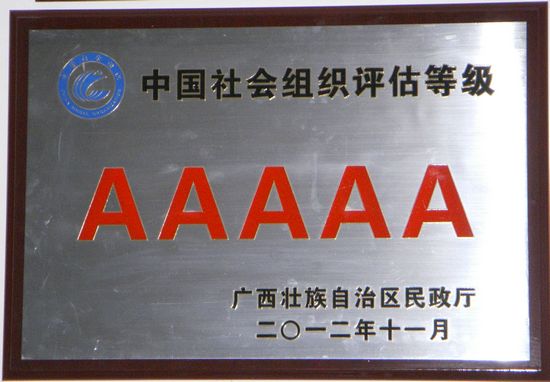 中国社会组织评估等级
AAAAA
广西壮族自治区民政厅
二〇一二年十一月